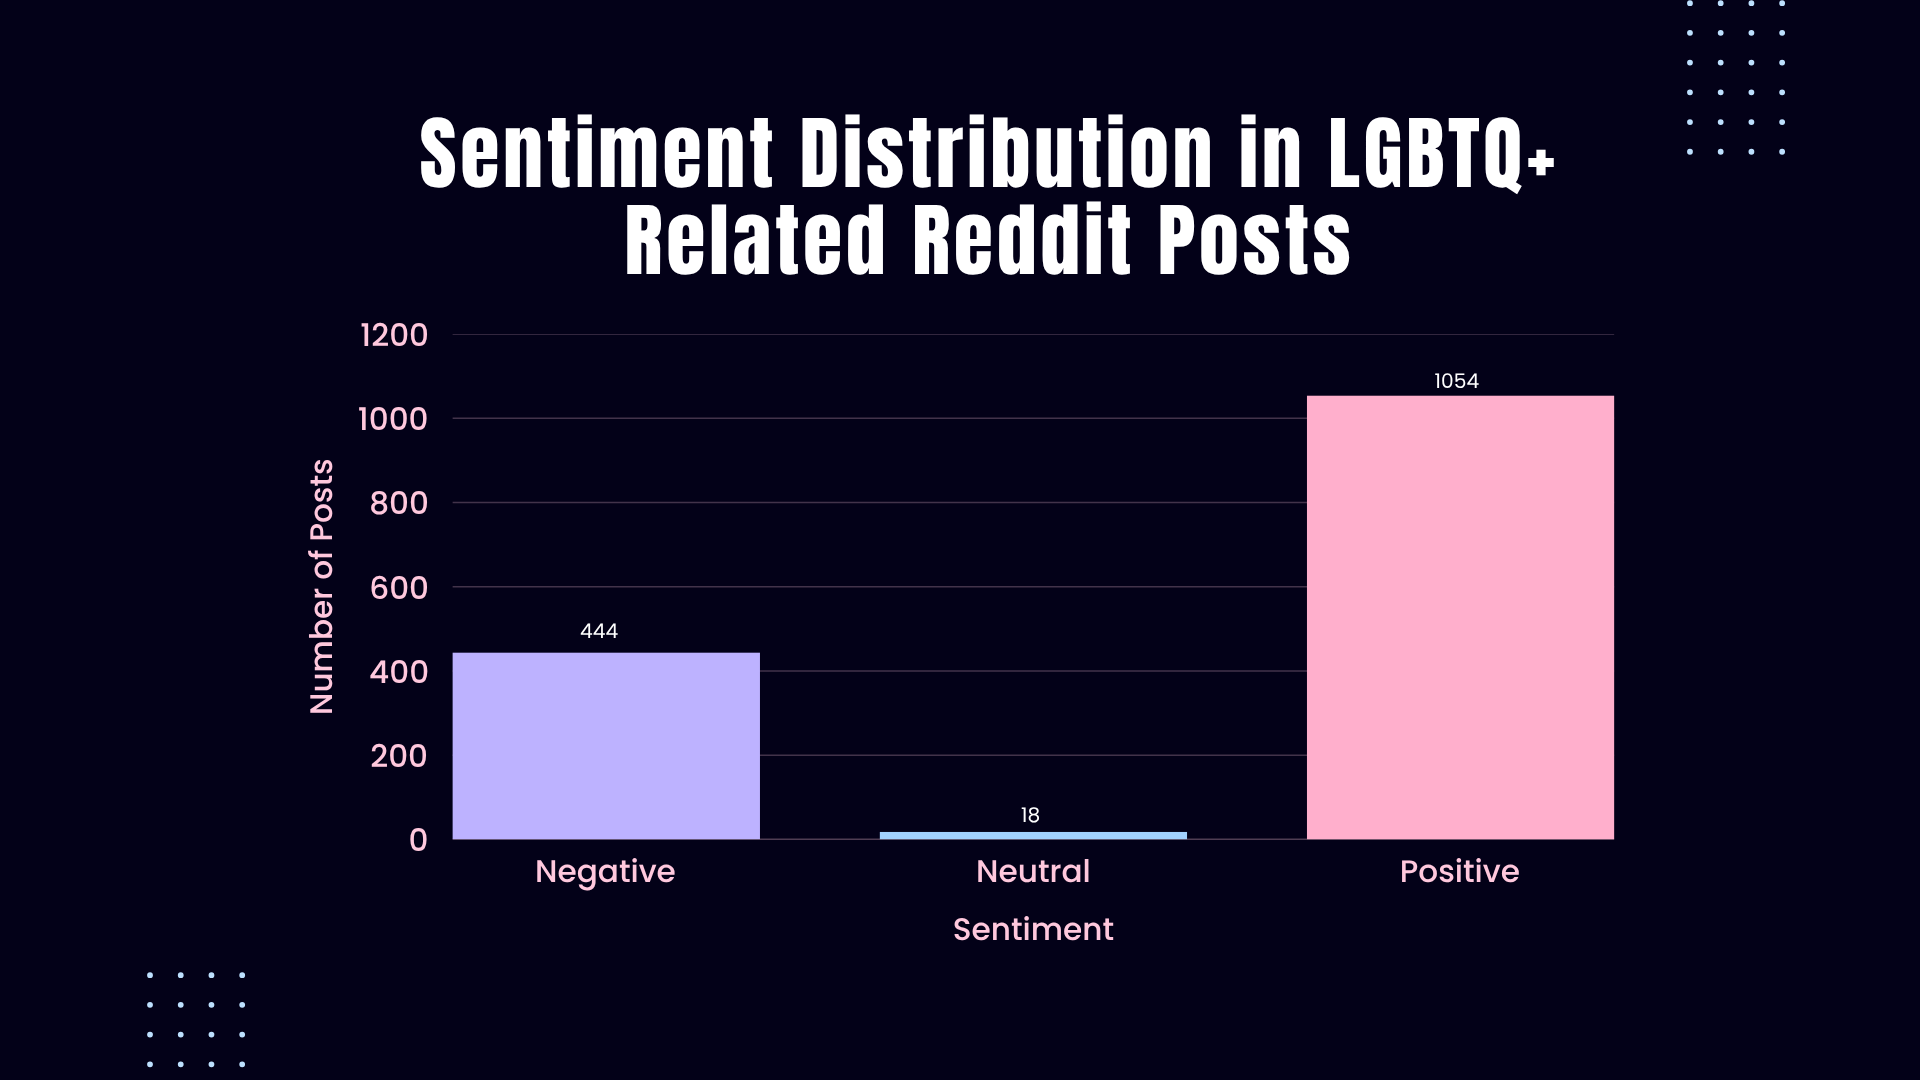 Sentiment Distribution in LGBTQ+
Related Reddit Posts
1200
1000
800
600
400
200
0
Number of Posts
444
18
1054
Negative
Neutral
Positive
Sentiment